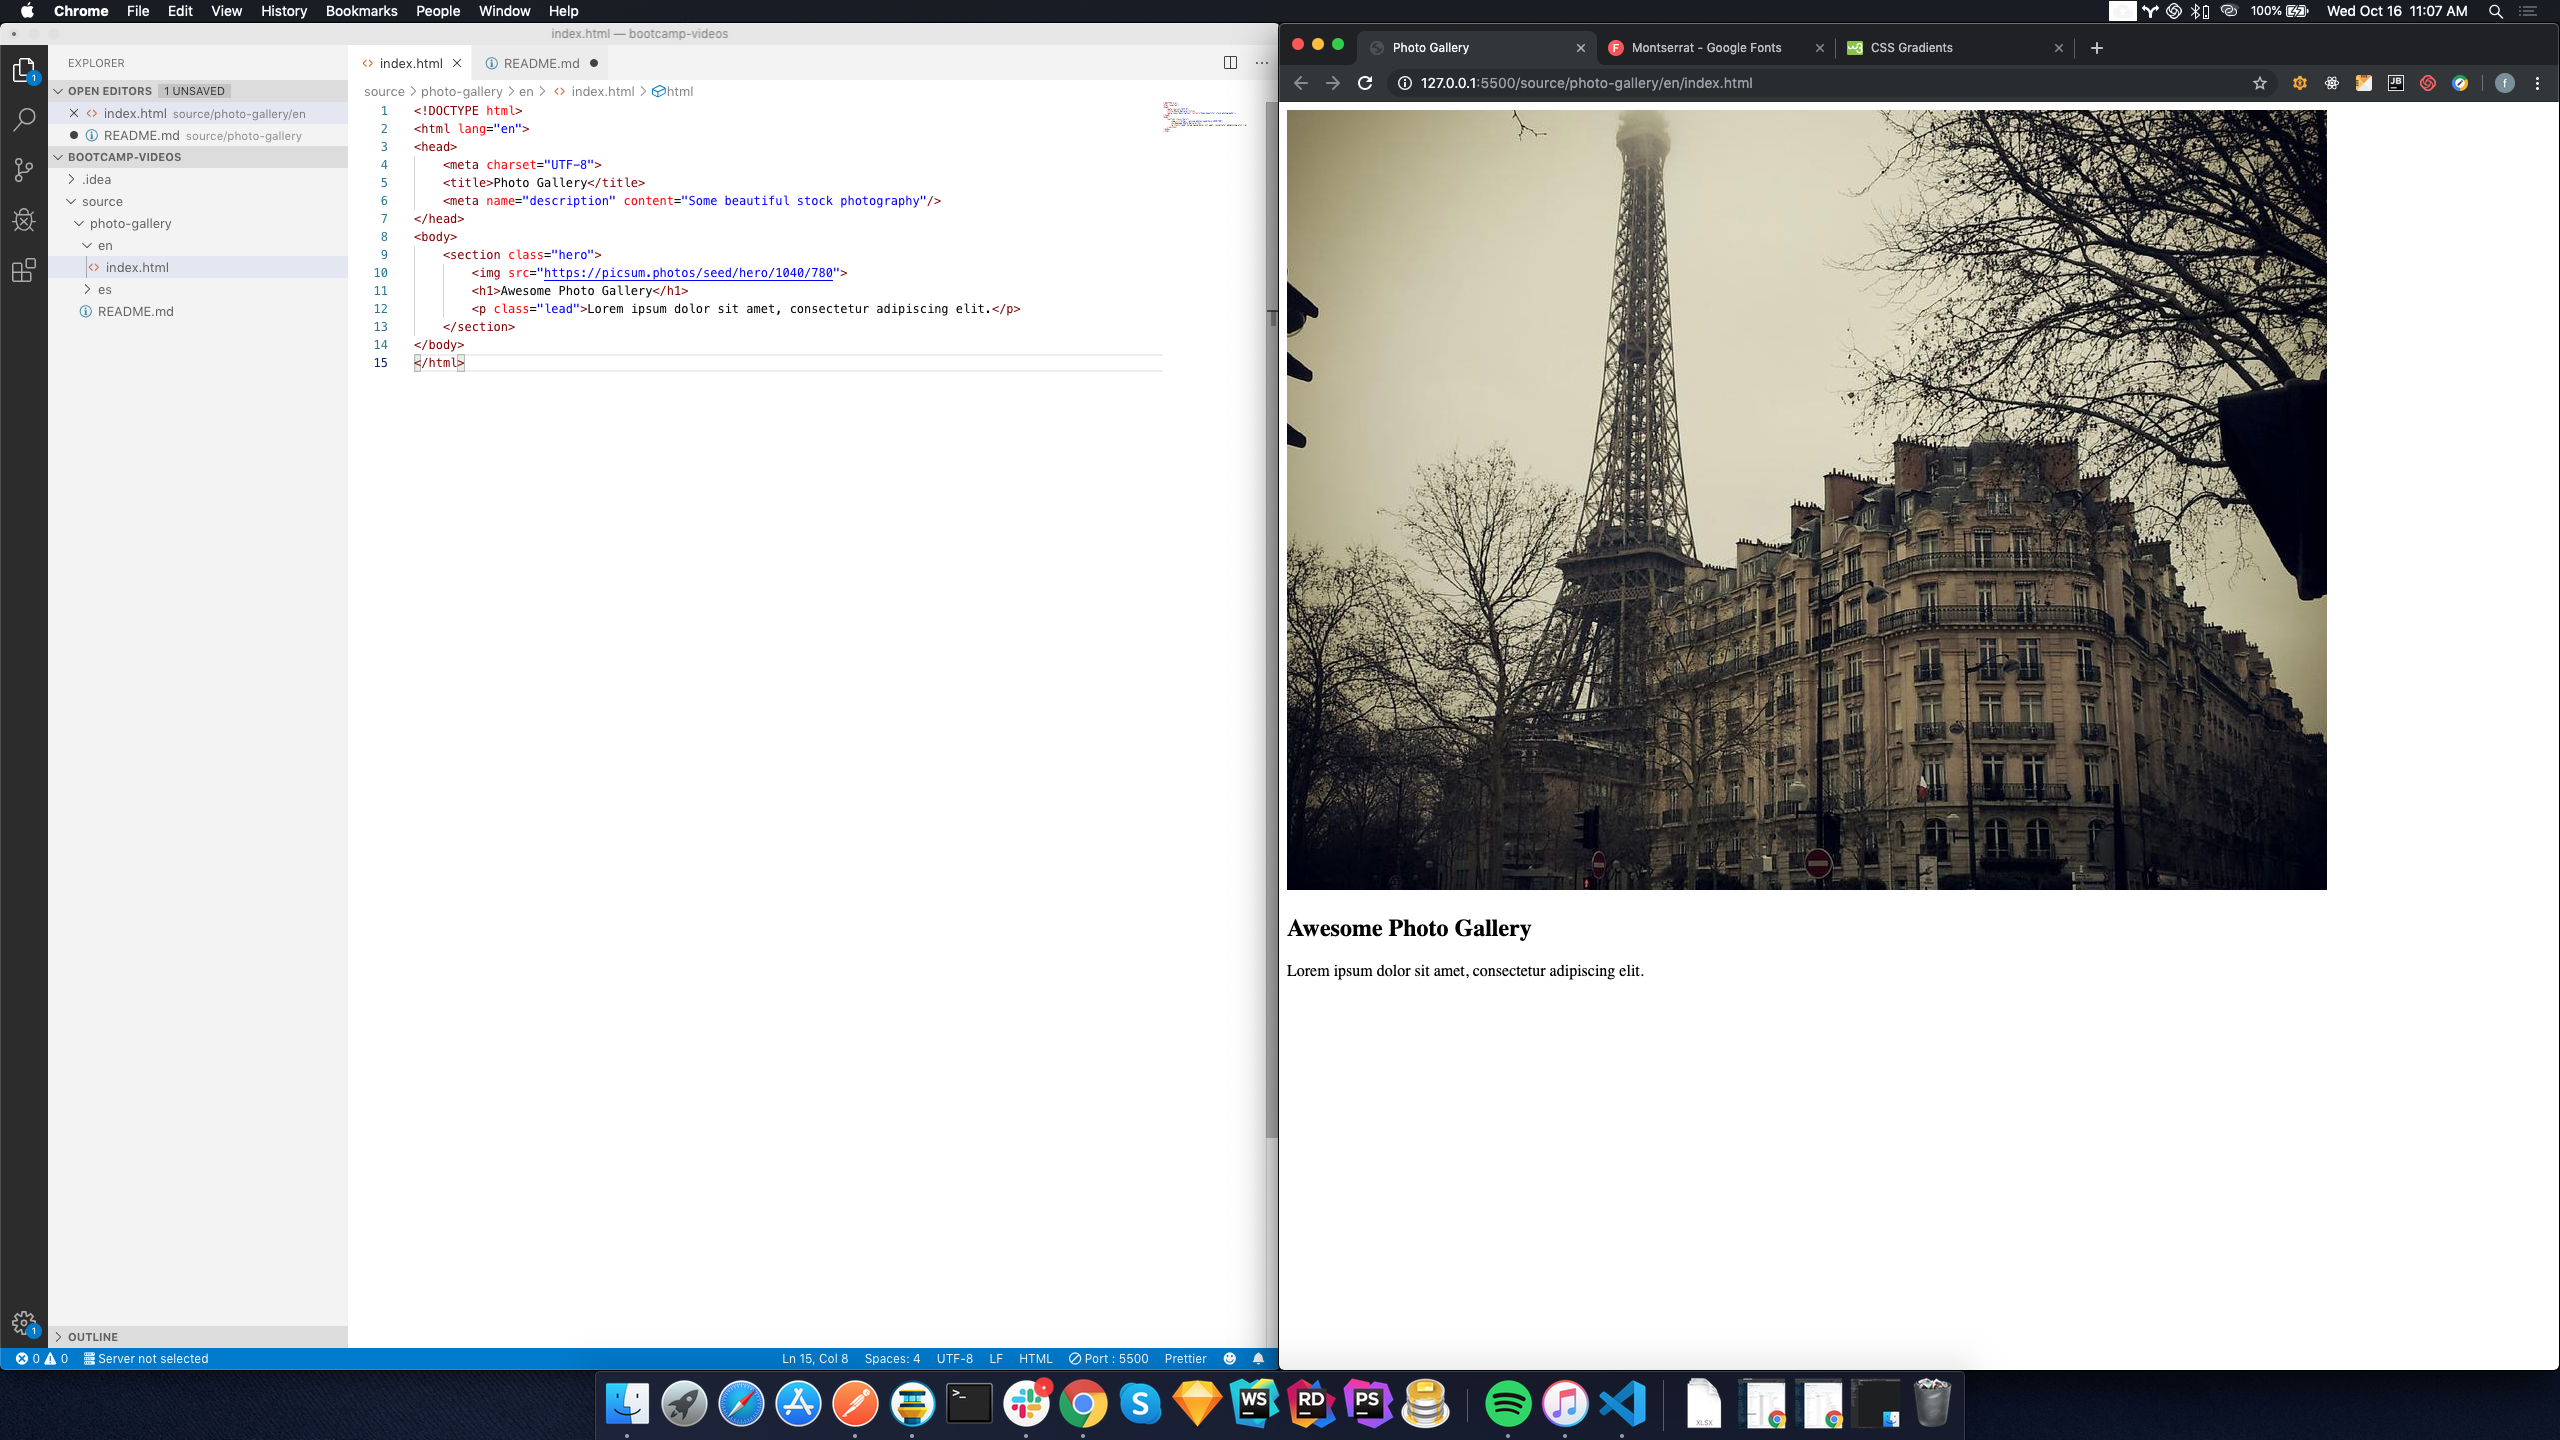 Chrome File Edit View History Bookmarks People Window Help
100% Wed Oct 16 11:07 AM
index.html — bootcamp-videos
EXPLORER
OPEN EDITORS 1 UNSAVED
index.html source/photo-gallery/en
README.md source/photo-gallery
BOOTCAMP-VIDEOS
.idea
source
photo-gallery
en
index.html
es
README.md
OUTLINE
1
1
index.html README.md
source > photo-gallery > en > index.html > html
1 <!DOCTYPE html>
2 <html lang="en">
3 <head>
4 <meta charset="UTF-8">
5 <title>Photo Gallery</title>
6 <meta name="description" content="Some beautiful stock photography"/>
7 </head>
8 <body>
9 <section class="hero">
10 <img src="https://picsum.photos/seed/hero/1040/780">
11 <h1>Awesome Photo Gallery</h1>
12 <p class="lead">Lorem ipsum dolor sit amet, consectetur adipiscing elit.</p>
13 </section>
14 </body>
15 </html>
0 0 Server not selected Ln 15, Col 8 Spaces: 4 UTF-8 LF HTML Port : 5500 Prettier
Photo Gallery Montserrat - Google Fonts CSS Gradients
127.0.0.1:5500/source/photo-gallery/en/index.html
JB f
Awesome Photo Gallery
Lorem ipsum dolor sit amet, consectetur adipiscing elit.
>_ WS RD PS XLSX